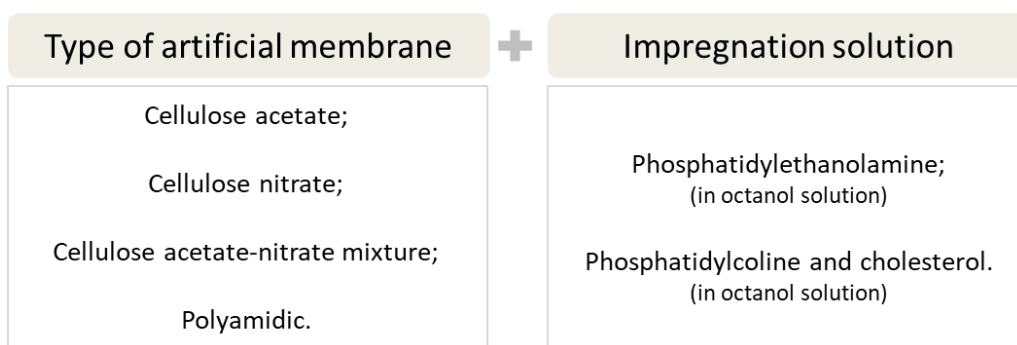 Type of artificial membrane
Cellulose acetate;
Cellulose nitrate;
Cellulose acetate-nitrate mixture;
Polyamidic.
Impregnation solution
Phosphatidylethanolamine;
(in octanol solution)
Phosphatidylcoline and cholesterol.
(in octanol solution)